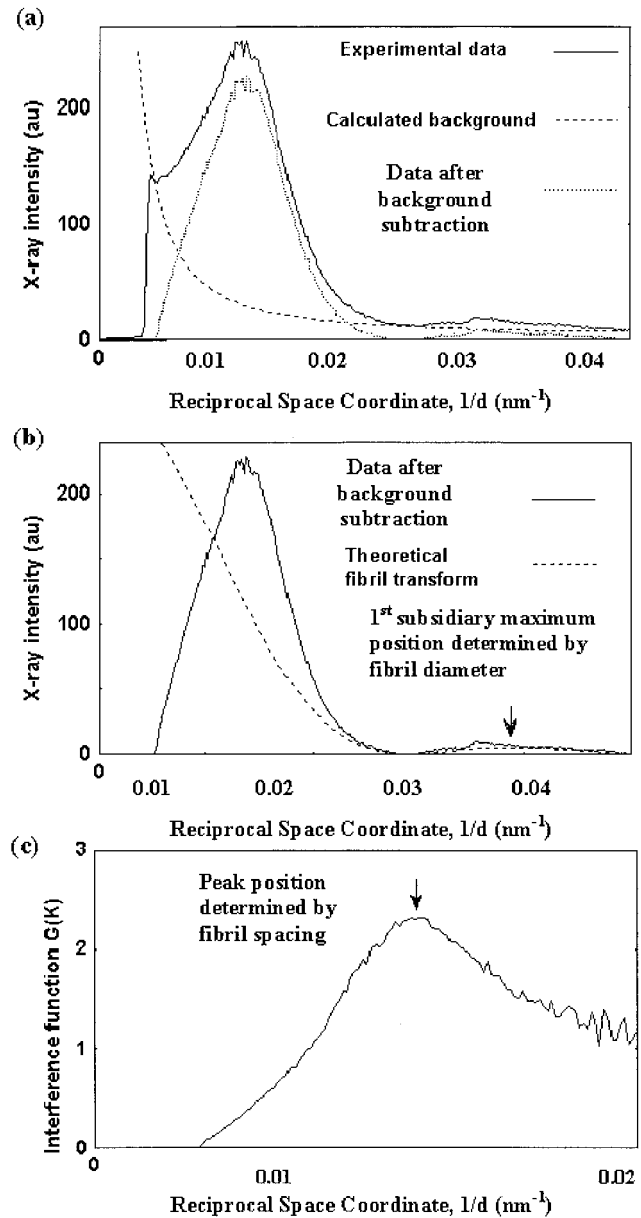 (a)
Experimental data
Calculated background
Data after
background
subtraction
X-ray intensity (au)
200
100
0
0
0.01
0.02
0.03
0.04
Reciprocal Space Coordinate, 1/d (nm-1)
(b)
Data after
background
subtraction
Theoretical
fibril transform
1st subsidiary maximum
position determined by
fibril diameter
X-ray intensity (au)
200
100
0
0
0.01
0.02
0.03
0.04
Reciprocal Space Coordinate, 1/d (nm-1)
(c)
Peak position
determined by
fibril spacing
Interference function G(K)
3
2
1
0
0
0.01
0.02
Reciprocal Space Coordinate, 1/d (nm-1)